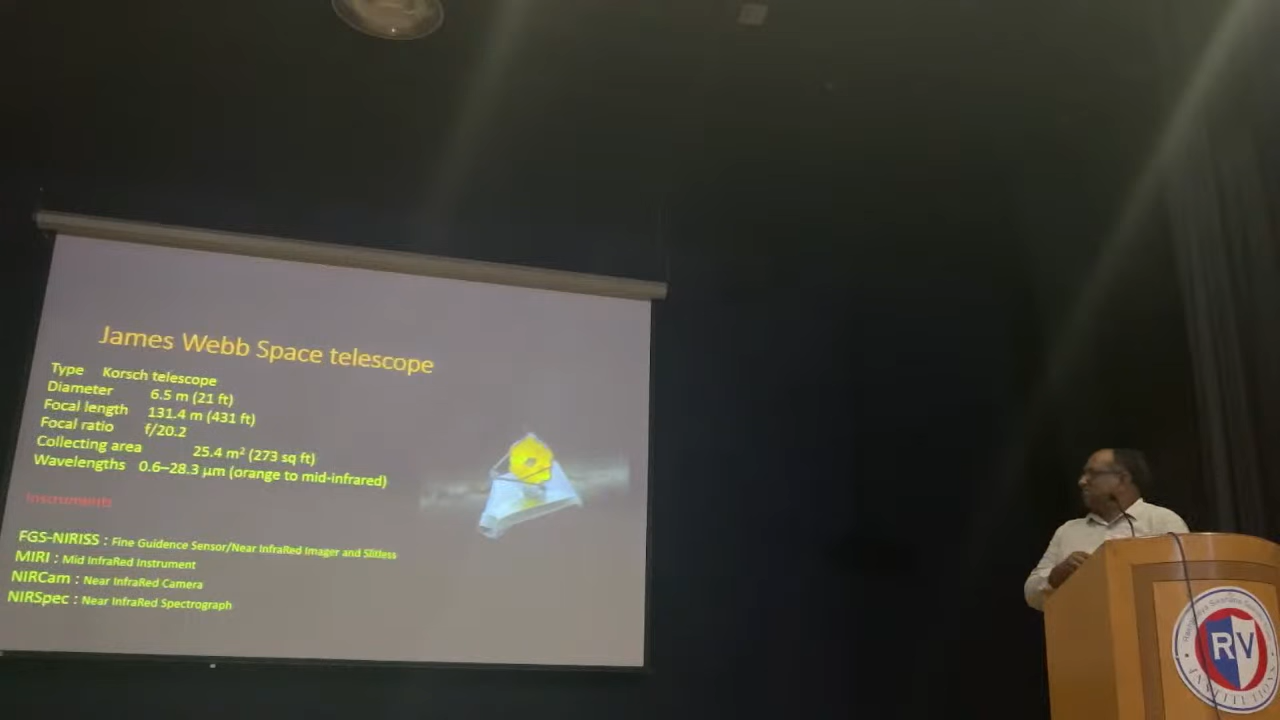 James Webb Space telescope
Type Korsch telescope
Diameter 6.5 m (21 ft)
Focal length 131.4 m (431 ft)
Focal ratio f/20.2
Collecting area 25.4 m² (273 sq ft)
Wavelengths 0.6–28.3 μm (orange to mid-infrared)
Instruments
FGS-NIRISS : Fine Guidence Sensor/Near InfraRed Imager and Slitless
MIRI : Mid InfraRed Instrument
NIRCam : Near InfraRed Camera
NIRSpec : Near InfraRed Spectrograph
RV
INSTITUTIONS